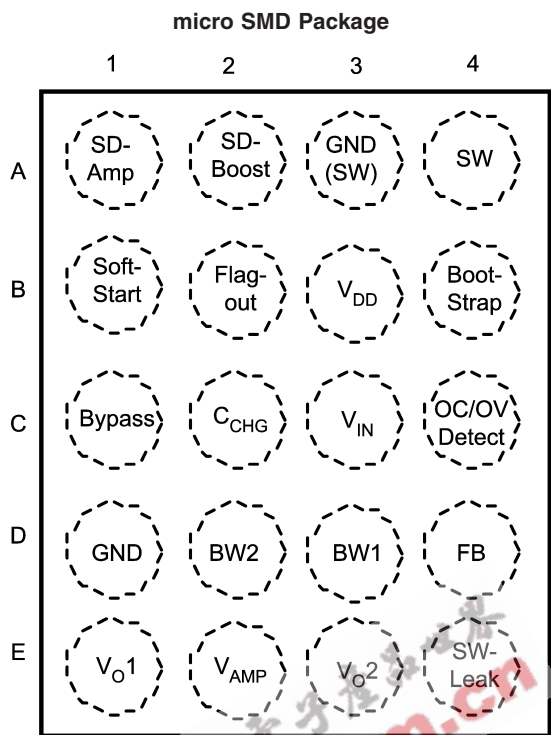 micro SMD Package
1 2 3 4
A
SD-
Amp
SD-
Boost
GND
(SW)
SW
B
Soft-
Start
Flag-
out
VDD
Boot-
Strap
C
Bypass
CCHG
VIN
OC/OV
Detect
D
GND
BW2
BW1
FB
E
VO1
VAMP
VO2
SW-
Leak
m.cn